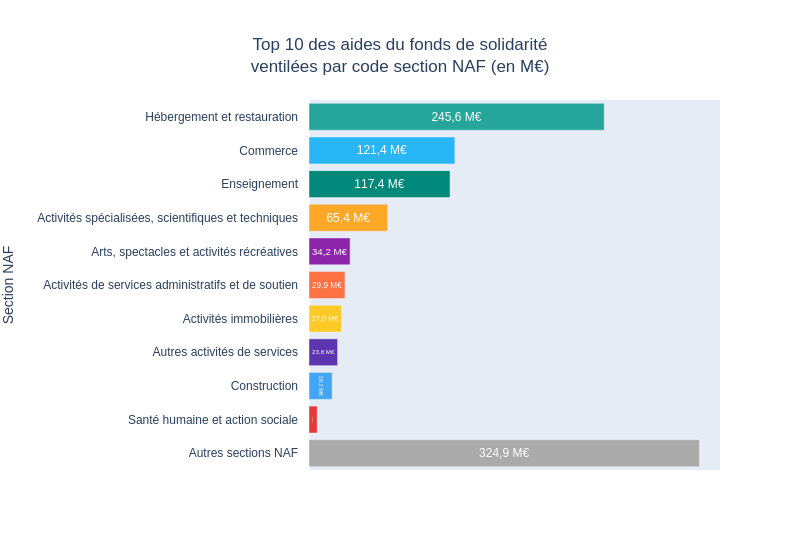 Top 10 des aides du fonds de solidarité
ventilées par code section NAF (en M€)
Section NAF
Hébergement et restauration 245,6 M€
Commerce 121,4 M€
Enseignement 117,4 M€
Activités spécialisées, scientifiques et techniques 65,4 M€
Arts, spectacles et activités récréatives 34,2 M€
Activités de services administratifs et de soutien 29,9 M€
Activités immobilières 27,0 M€
Autres activités de services 23,8 M€
Construction 19,2 M€
Santé humaine et action sociale
Autres sections NAF 324,9 M€